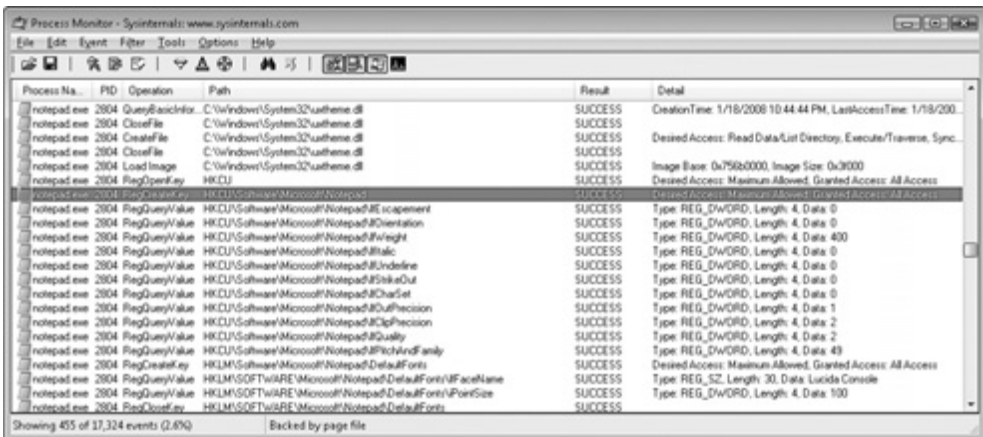 Process Monitor - Sysinternals: www.sysinternals.com
File Edit Event Filter Tools Options Help
Process Na... PID Operation Path Result Detail
notepad.exe 2804 QueryBasicInfor... C:\Windows\System32\uxtheme.dll SUCCESS CreationTime: 1/18/2008 10:44:44 PM, LastAccessTime: 1/18/200...
notepad.exe 2804 CloseFile C:\Windows\System32\uxtheme.dll SUCCESS
notepad.exe 2804 CreateFile C:\Windows\System32\uxtheme.dll SUCCESS Desired Access: Read Data/List Directory, Execute/Traverse, Sync...
notepad.exe 2804 CloseFile C:\Windows\System32\uxtheme.dll SUCCESS
notepad.exe 2804 Load Image C:\Windows\System32\uxtheme.dll SUCCESS Image Base: 0x756b0000, Image Size: 0x3f000
notepad.exe 2804 RegOpenKey HKCU SUCCESS Desired Access: Maximum Allowed, Granted Access: All Access
notepad.exe 2804 RegCreateKey HKCU\Software\Microsoft\Notepad SUCCESS Desired Access: Maximum Allowed, Granted Access: All Access
notepad.exe 2804 RegQueryValue HKCU\Software\Microsoft\Notepad\lfEscapement SUCCESS Type: REG_DWORD, Length: 4, Data: 0
notepad.exe 2804 RegQueryValue HKCU\Software\Microsoft\Notepad\lfOrientation SUCCESS Type: REG_DWORD, Length: 4, Data: 0
notepad.exe 2804 RegQueryValue HKCU\Software\Microsoft\Notepad\lfWeight SUCCESS Type: REG_DWORD, Length: 4, Data: 400
notepad.exe 2804 RegQueryValue HKCU\Software\Microsoft\Notepad\lfItalic SUCCESS Type: REG_DWORD, Length: 4, Data: 0
notepad.exe 2804 RegQueryValue HKCU\Software\Microsoft\Notepad\lfUnderline SUCCESS Type: REG_DWORD, Length: 4, Data: 0
notepad.exe 2804 RegQueryValue HKCU\Software\Microsoft\Notepad\lfStrikeOut SUCCESS Type: REG_DWORD, Length: 4, Data: 0
notepad.exe 2804 RegQueryValue HKCU\Software\Microsoft\Notepad\lfCharSet SUCCESS Type: REG_DWORD, Length: 4, Data: 0
notepad.exe 2804 RegQueryValue HKCU\Software\Microsoft\Notepad\lfOutPrecision SUCCESS Type: REG_DWORD, Length: 4, Data: 1
notepad.exe 2804 RegQueryValue HKCU\Software\Microsoft\Notepad\lfClipPrecision SUCCESS Type: REG_DWORD, Length: 4, Data: 2
notepad.exe 2804 RegQueryValue HKCU\Software\Microsoft\Notepad\lfQuality SUCCESS Type: REG_DWORD, Length: 4, Data: 2
notepad.exe 2804 RegQueryValue HKCU\Software\Microsoft\Notepad\lfPitchAndFamily SUCCESS Type: REG_DWORD, Length: 4, Data: 49
notepad.exe 2804 RegCreateKey HKLM\SOFTWARE\Microsoft\Notepad\DefaultFonts SUCCESS Desired Access: Maximum Allowed, Granted Access: All Access
notepad.exe 2804 RegQueryValue HKLM\SOFTWARE\Microsoft\Notepad\DefaultFonts\lfFaceName SUCCESS Type: REG_SZ, Length: 30, Data: Lucida Console
notepad.exe 2804 RegQueryValue HKLM\SOFTWARE\Microsoft\Notepad\DefaultFonts\iPointSize SUCCESS Type: REG_DWORD, Length: 4, Data: 100
notepad.exe 2804 RegCloseKey HKLM\SOFTWARE\Microsoft\Notepad\DefaultFonts SUCCESS
Showing 455 of 17,324 events (2.6%) Backed by page file